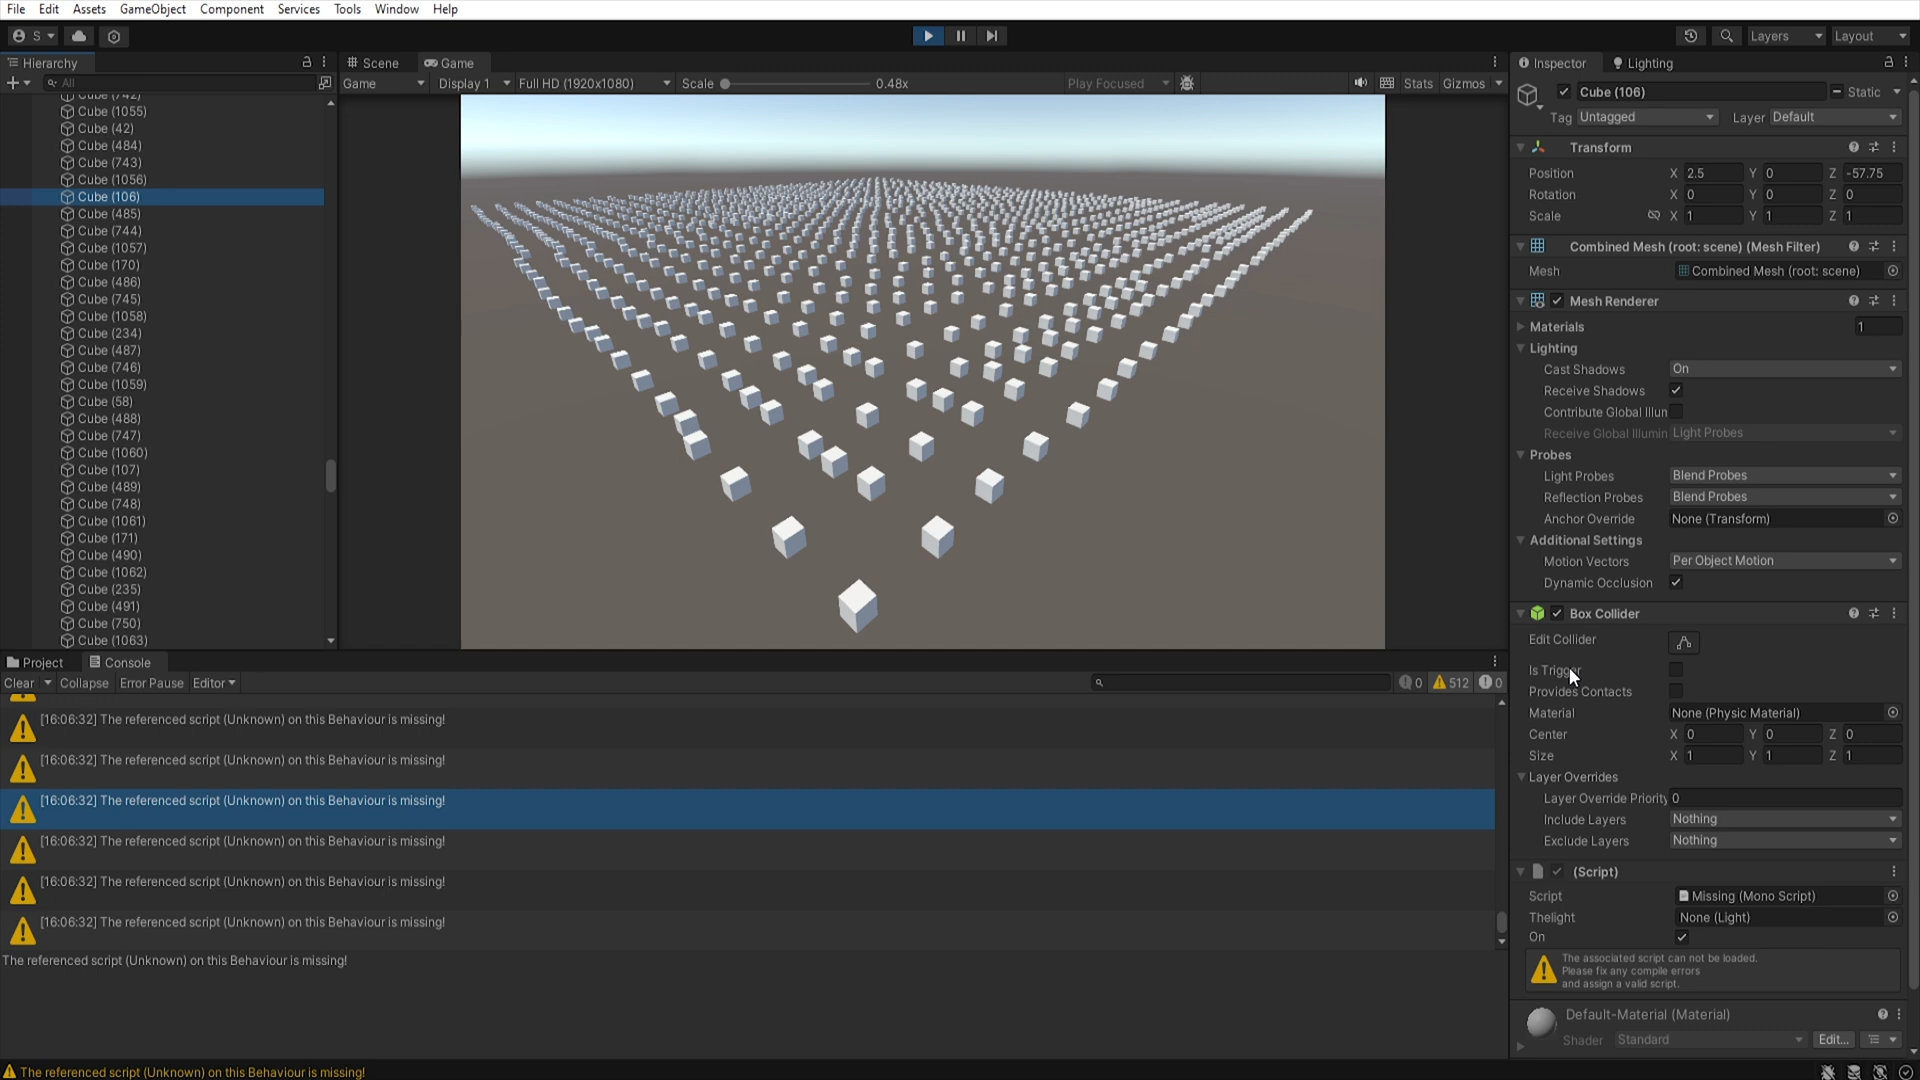 File Edit Assets GameObject Component Services Tools Window Help
S Layers Layout
Hierarchy
All
Cube (742)
Cube (1055)
Cube (42)
Cube (484)
Cube (743)
Cube (1056)
Cube (106)
Cube (485)
Cube (744)
Cube (1057)
Cube (170)
Cube (486)
Cube (745)
Cube (1058)
Cube (234)
Cube (487)
Cube (746)
Cube (1059)
Cube (58)
Cube (488)
Cube (747)
Cube (1060)
Cube (107)
Cube (489)
Cube (748)
Cube (1061)
Cube (171)
Cube (490)
Cube (1062)
Cube (235)
Cube (491)
Cube (750)
Cube (1063)
Scene Game
Game Display 1 Full HD (1920x1080) Scale 0.48x Play Focused Stats Gizmos
Project Console
Clear Collapse Error Pause Editor 0 512 0
[16:06:32] The referenced script (Unknown) on this Behaviour is missing!
[16:06:32] The referenced script (Unknown) on this Behaviour is missing!
[16:06:32] The referenced script (Unknown) on this Behaviour is missing!
[16:06:32] The referenced script (Unknown) on this Behaviour is missing!
[16:06:32] The referenced script (Unknown) on this Behaviour is missing!
[16:06:32] The referenced script (Unknown) on this Behaviour is missing!
The referenced script (Unknown) on this Behaviour is missing!
The referenced script (Unknown) on this Behaviour is missing!
Inspector Lighting
Cube (106) Static
Tag Untagged Layer Default
Transform
Position X 2.5 Y 0 Z -57.75
Rotation X 0 Y 0 Z 0
Scale X 1 Y 1 Z 1
Combined Mesh (root: scene) (Mesh Filter)
Mesh Combined Mesh (root: scene)
Mesh Renderer
Materials 1
Lighting
Cast Shadows On
Receive Shadows
Contribute Global Illun
Receive Global Illumin Light Probes
Probes
Light Probes Blend Probes
Reflection Probes Blend Probes
Anchor Override None (Transform)
Additional Settings
Motion Vectors Per Object Motion
Dynamic Occlusion
Box Collider
Edit Collider
Is Trigger
Provides Contacts
Material None (Physic Material)
Center X 0 Y 0 Z 0
Size X 1 Y 1 Z 1
Layer Overrides
Layer Override Priority 0
Include Layers Nothing
Exclude Layers Nothing
(Script)
Script Missing (Mono Script)
Thelight None (Light)
On
The associated script can not be loaded.
Please fix any compile errors
and assign a valid script.
Default-Material (Material)
Shader Standard Edit...